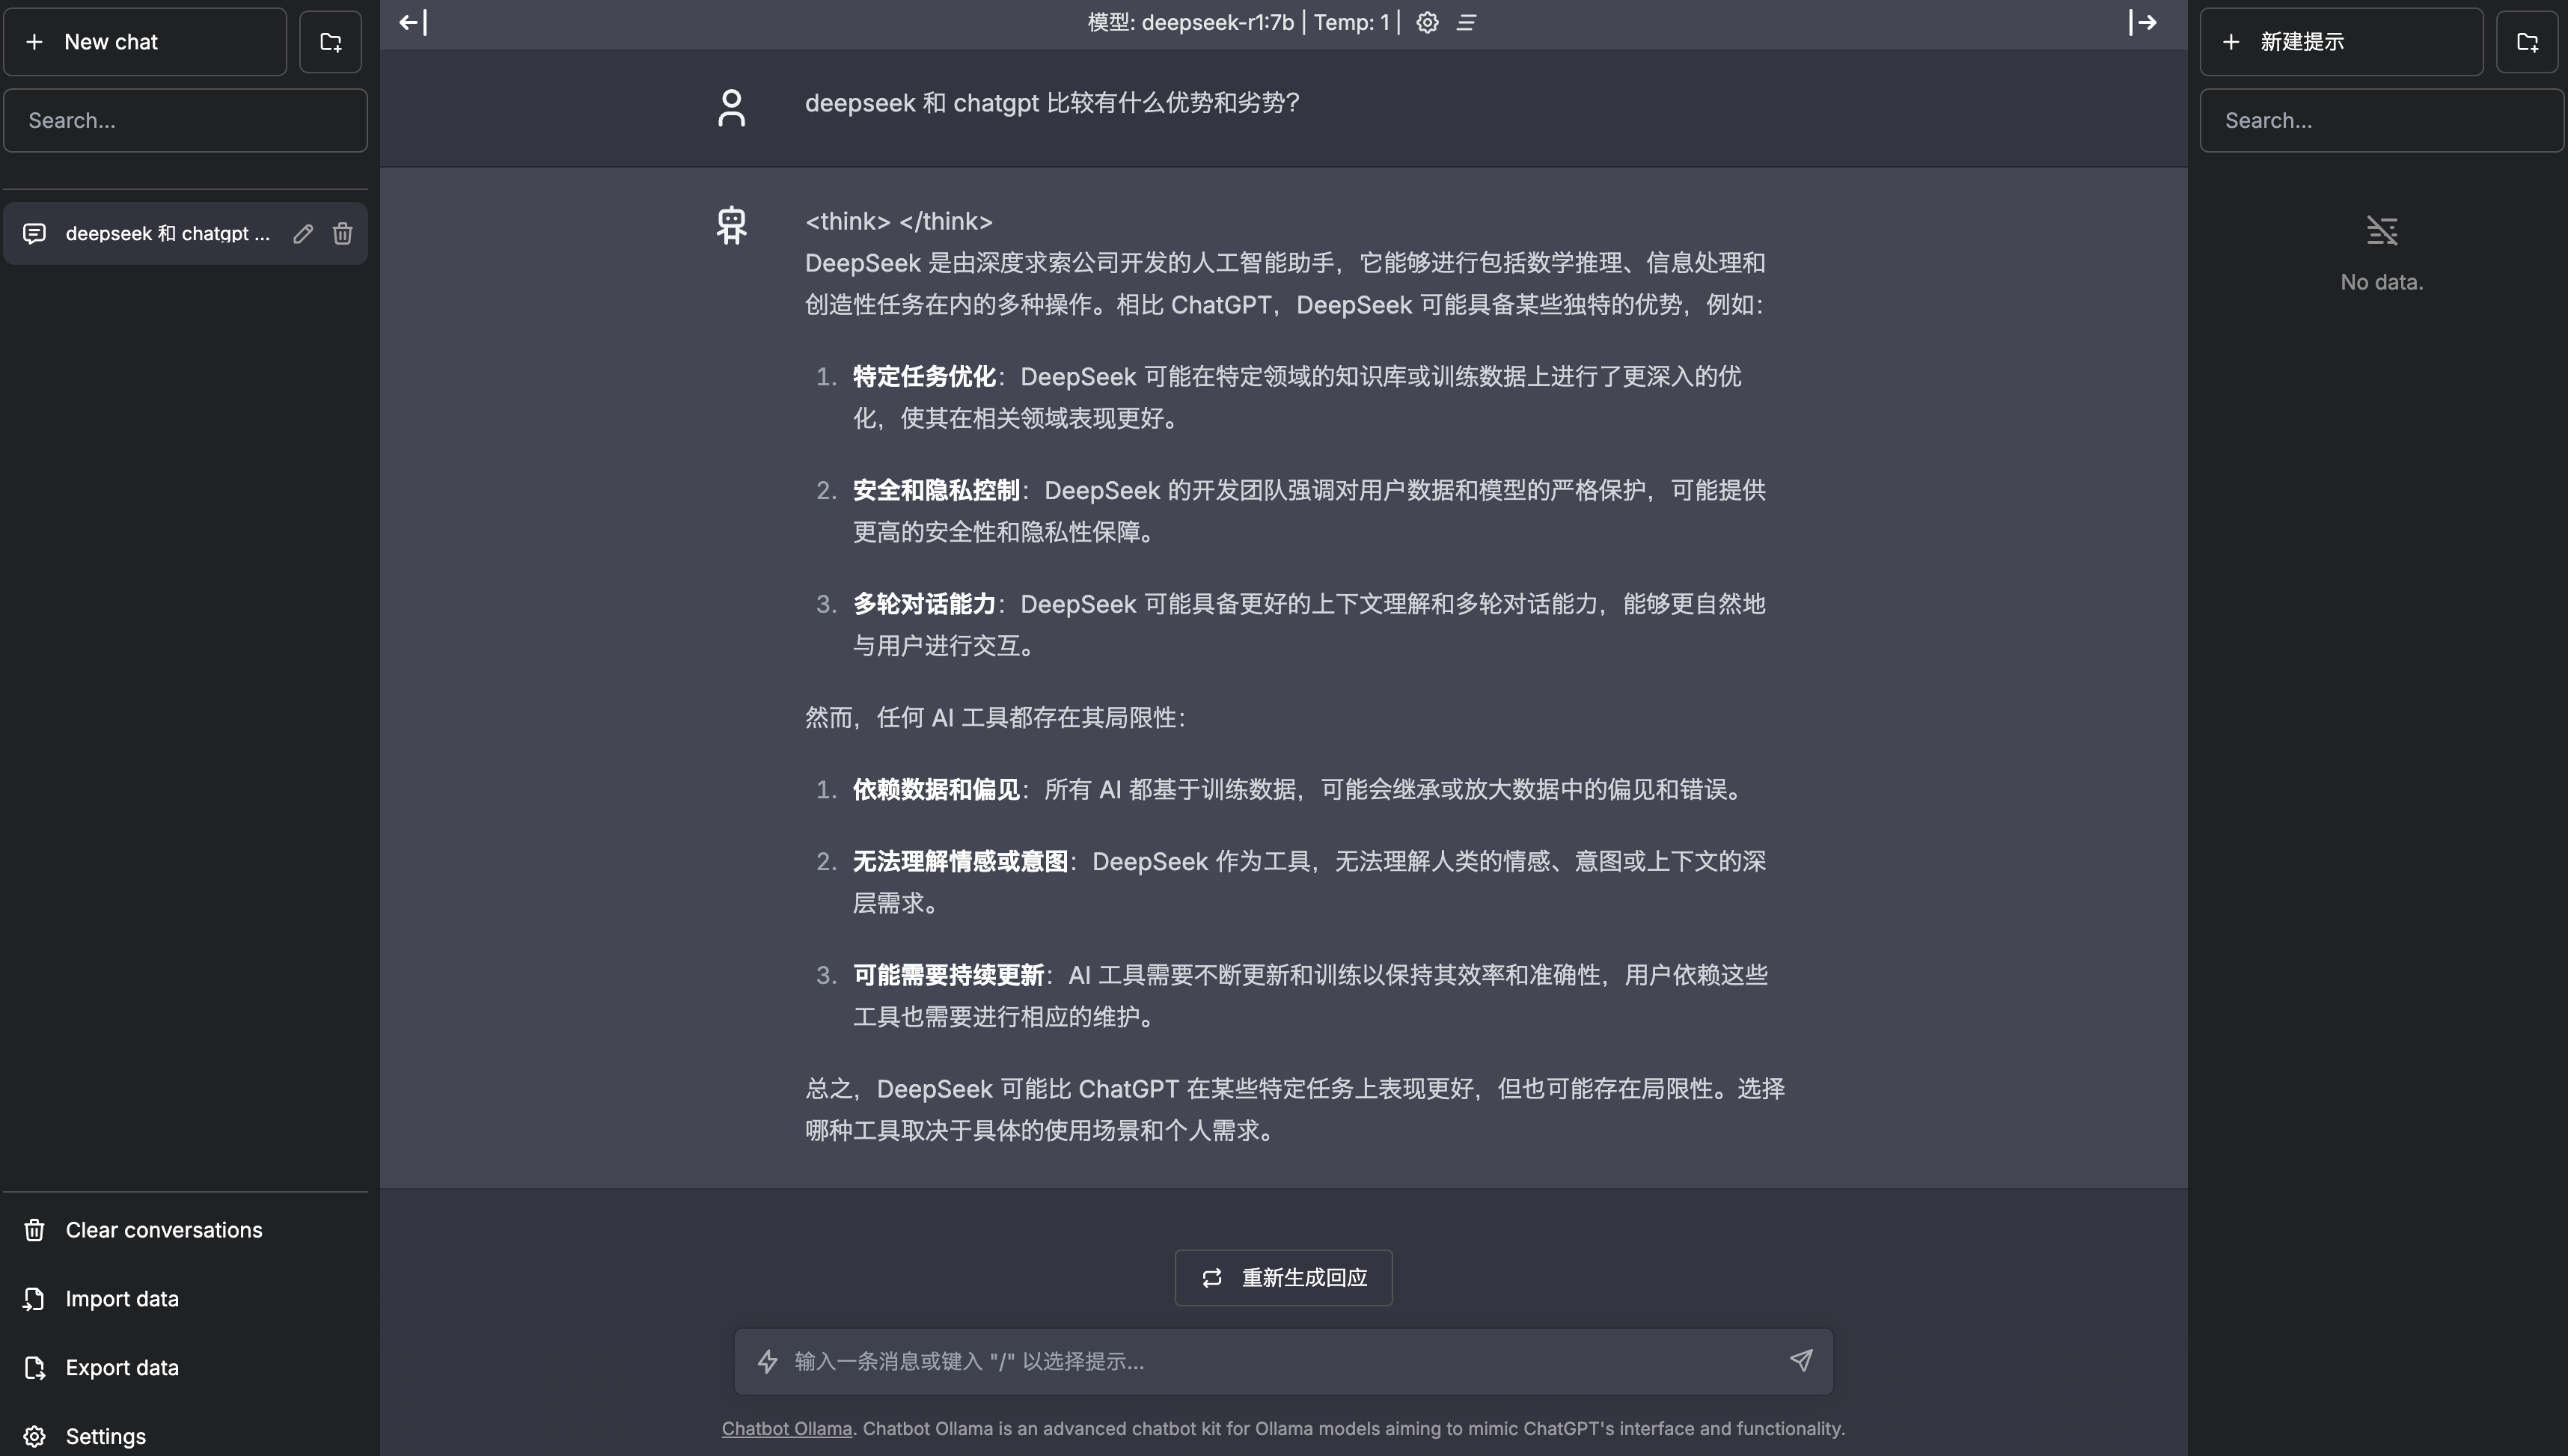 New chat
Search...
deepseek 和 chatgpt ...
Clear conversations
Import data
Export data
Settings
模型: deepseek-r1:7b | Temp: 1 |
deepseek 和 chatgpt 比较有什么优势和劣势？
<think> </think>
DeepSeek 是由深度求索公司开发的人工智能助手，它能够进行包括数学推理、信息处理和
创造性任务在内的多种操作。相比 ChatGPT，DeepSeek 可能具备某些独特的优势，例如：
1. 特定任务优化：DeepSeek 可能在特定领域的知识库或训练数据上进行了更深入的优
化，使其在相关领域表现更好。
2. 安全和隐私控制：DeepSeek 的开发团队强调对用户数据和模型的严格保护，可能提供
更高的安全性和隐私性保障。
3. 多轮对话能力：DeepSeek 可能具备更好的上下文理解和多轮对话能力，能够更自然地
与用户进行交互。
然而，任何 AI 工具都存在其局限性：
1. 依赖数据和偏见：所有 AI 都基于训练数据，可能会继承或放大数据中的偏见和错误。
2. 无法理解情感或意图：DeepSeek 作为工具，无法理解人类的情感、意图或上下文的深
层需求。
3. 可能需要持续更新：AI 工具需要不断更新和训练以保持其效率和准确性，用户依赖这些
工具也需要进行相应的维护。
总之，DeepSeek 可能比 ChatGPT 在某些特定任务上表现更好，但也可能存在局限性。选择
哪种工具取决于具体的使用场景和个人需求。
重新生成回应
输入一条消息或键入 "/" 以选择提示...
Chatbot Ollama. Chatbot Ollama is an advanced chatbot kit for Ollama models aiming to mimic ChatGPT's interface and functionality.
新建提示
Search...
No data.